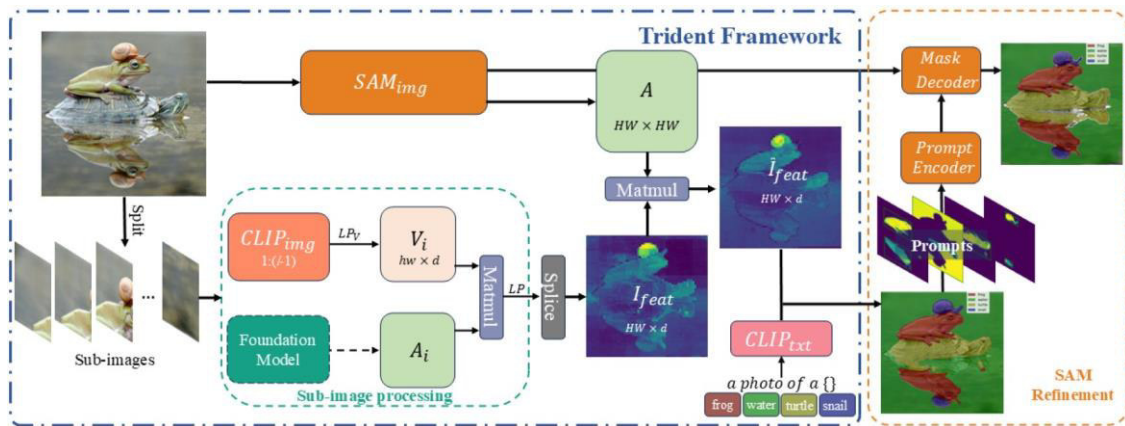 Trident Framework
SAM_img
A
HW × HW
Mask
Decoder
Prompt
Encoder
Split
CLIP_img
1:(l-1)
LP_V
V_i
hw × d
Matmul
LP
Splice
Matmul
Ī_feat
HW × d
I_feat
HW × d
Prompts
...
Sub-images
Foundation
Model
A_i
Sub-image processing
CLIP_txt
a photo of a {}
frog
water
turtle
snail
SAM
Refinement